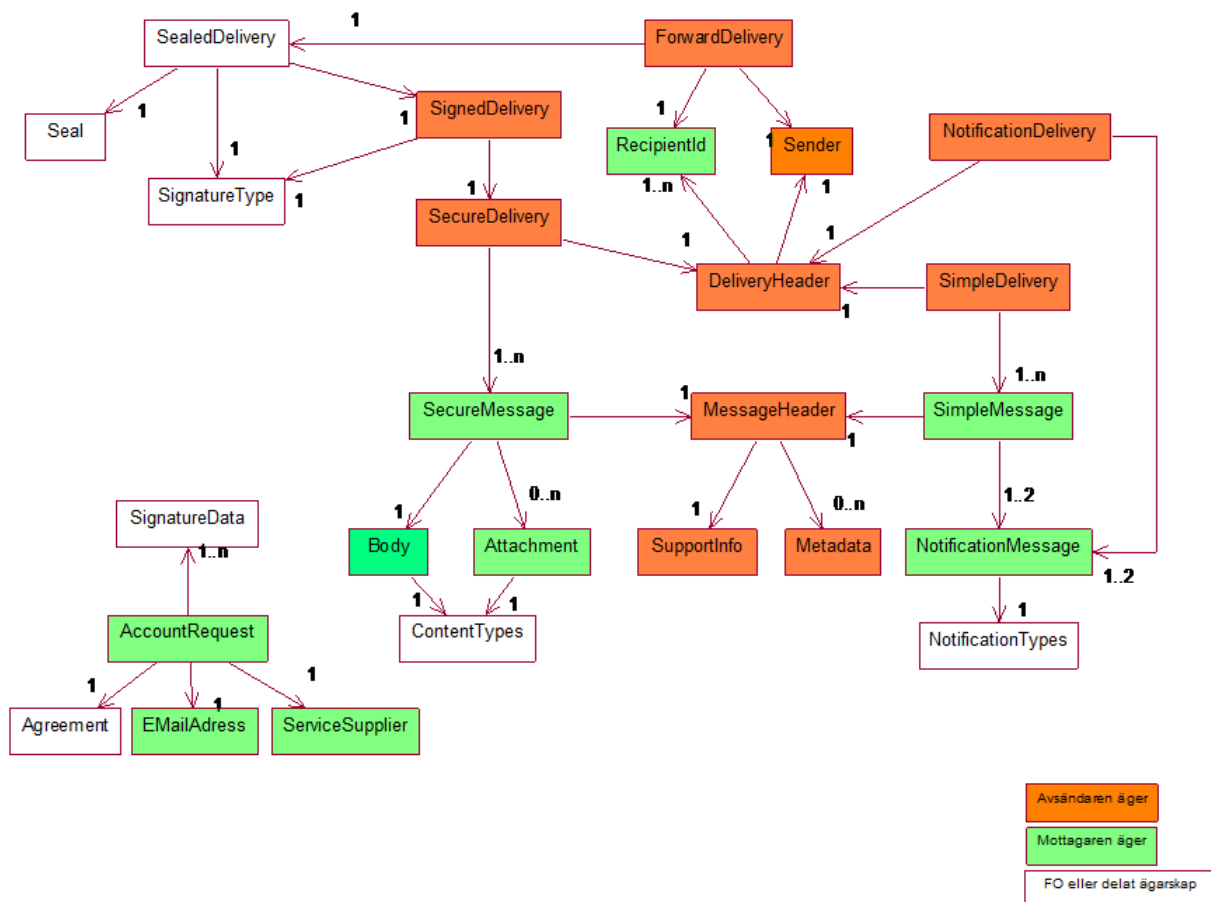 1
SealedDelivery
ForwardDelivery
1
1
1
SignedDelivery
1
NotificationDelivery
Seal
1
RecipientId
1
Sender
1
SignatureType
1
1
1..n
1
SecureDelivery
1
1
DeliveryHeader
SimpleDelivery
1
1..n
1..n
1
SecureMessage
MessageHeader
SimpleMessage
1
0..n
1..2
1
1
0..n
SignatureData
1..n
Body
Attachment
SupportInfo
Metadata
NotificationMessage
1..2
1
1
1
AccountRequest
ContentTypes
NotificationTypes
1
1
1
Agreement
EMailAdress
ServiceSupplier
Avsändaren äger
Mottagaren äger
FO eller delat ägarskap